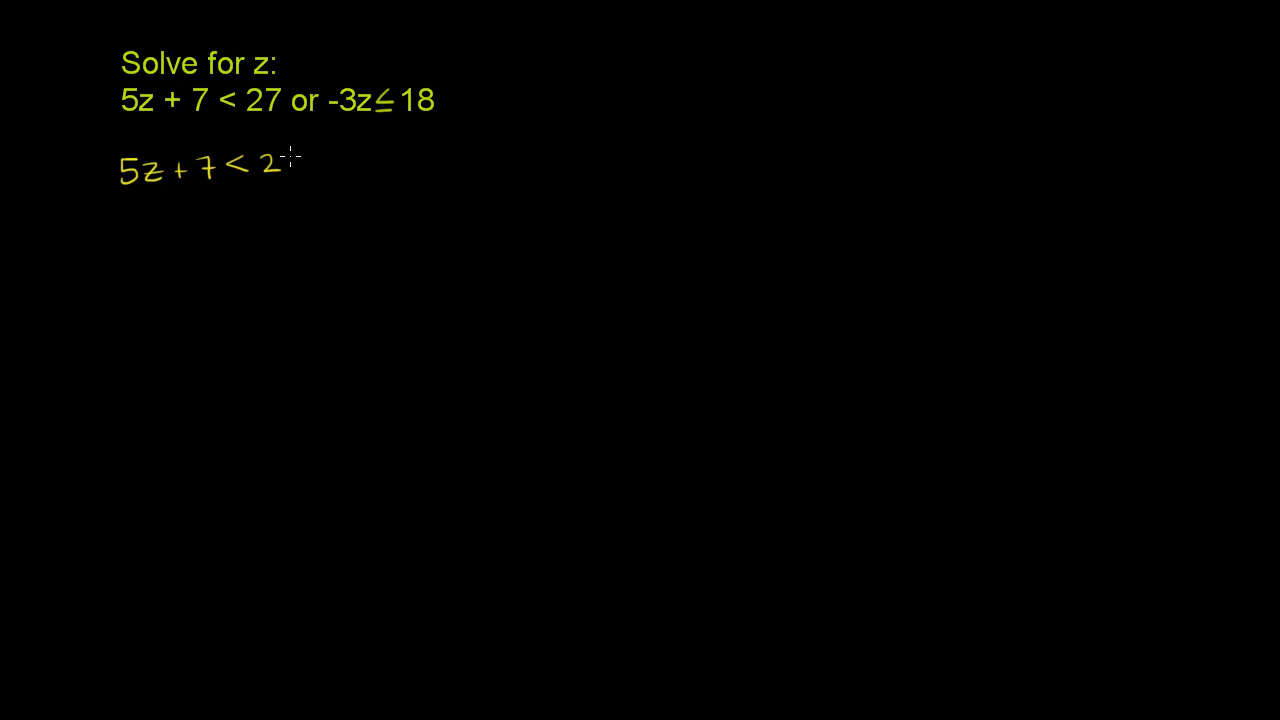 Solve for z:
5z + 7 < 27 or -3z ≤ 18
5z + 7 < 2